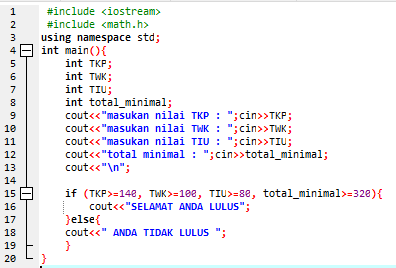 1 #include <iostream>
2 #include <math.h>
3 using namespace std;
4 int main(){
5 int TKP;
6 int TWK;
7 int TIU;
8 int total_minimal;
9 cout<<"masukan nilai TKP : ";cin>>TKP;
10 cout<<"masukan nilai TWK : ";cin>>TWK;
11 cout<<"masukan nilai TIU : ";cin>>TIU;
12 cout<<"total minimal : ";cin>>total_minimal;
13 cout<<"\n";
14
15 if (TKP>=140, TWK>=100, TIU>=80, total_minimal>=320){
16 cout<<"SELAMAT ANDA LULUS";
17 }else{
18 cout<<" ANDA TIDAK LULUS ";
19 }
20 }